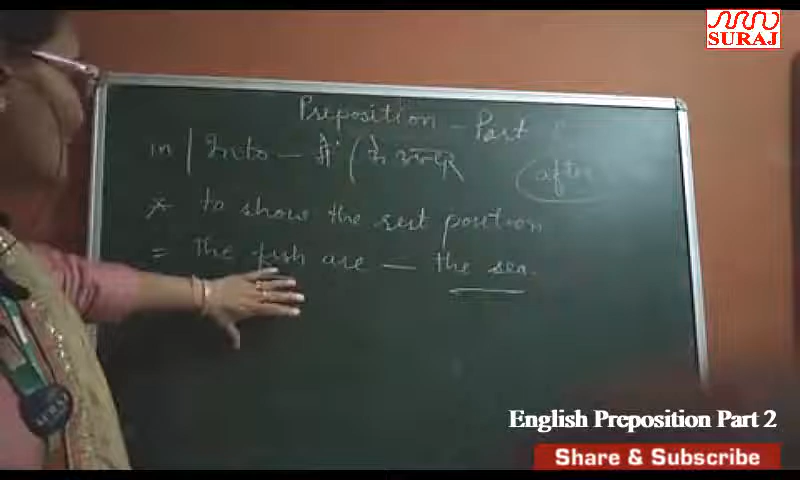 SURAJ
Preposition - Part
in | Into - में (के अन्दर
after
* to show the rest position
= The fish are — the sea.
English Preposition Part 2
Share & Subscribe